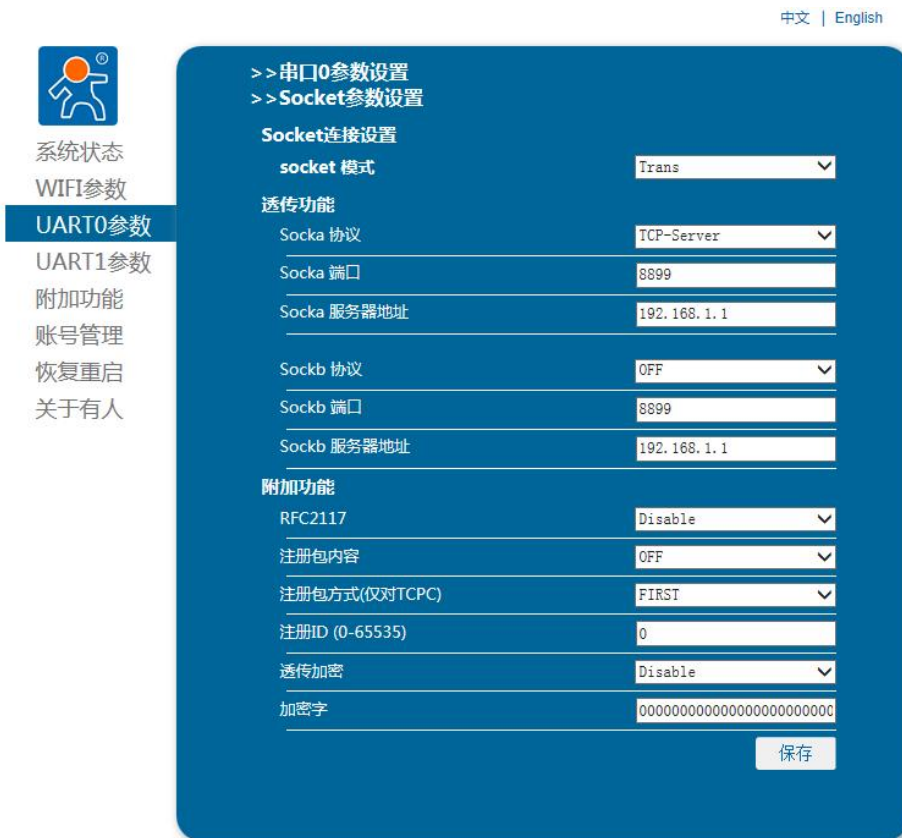 中文 | English
®
系统状态
WIFI参数
UART0参数
UART1参数
附加功能
账号管理
恢复重启
关于有人
>>串口0参数设置
>>Socket参数设置
Socket连接设置
socket 模式 Trans
透传功能
Socka 协议 TCP-Server
Socka 端口 8899
Socka 服务器地址 192.168.1.1
Sockb 协议 OFF
Sockb 端口 8899
Sockb 服务器地址 192.168.1.1
附加功能
RFC2117 Disable
注册包内容 OFF
注册包方式(仅对TCPC) FIRST
注册ID (0-65535) 0
透传加密 Disable
加密字 000000000000000000000000
保存